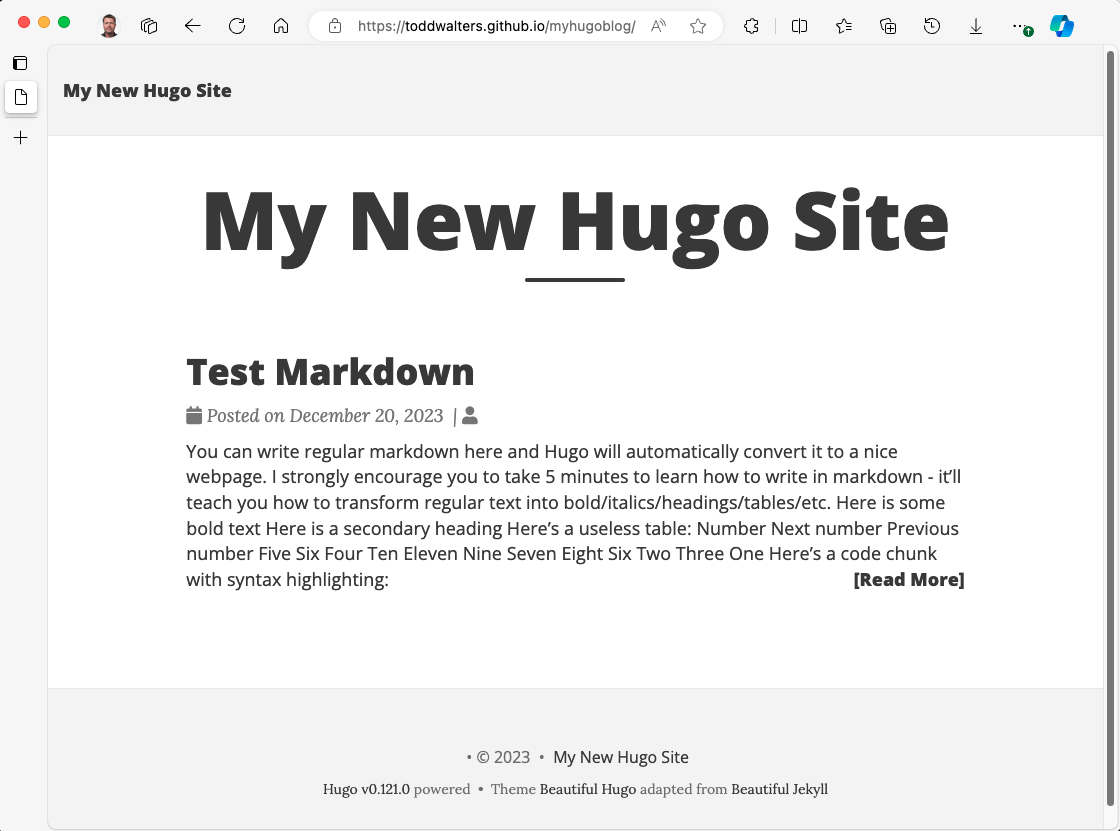 https://toddwalters.github.io/myhugoblog/
My New Hugo Site
My New Hugo Site
Test Markdown
Posted on December 20, 2023 |
You can write regular markdown here and Hugo will automatically convert it to a nice
webpage. I strongly encourage you to take 5 minutes to learn how to write in markdown - it’ll
teach you how to transform regular text into bold/italics/headings/tables/etc. Here is some
bold text Here is a secondary heading Here’s a useless table: Number Next number Previous
number Five Six Four Ten Eleven Nine Seven Eight Six Two Three One Here’s a code chunk
with syntax highlighting: [Read More]
• © 2023 • My New Hugo Site
Hugo v0.121.0 powered • Theme Beautiful Hugo adapted from Beautiful Jekyll